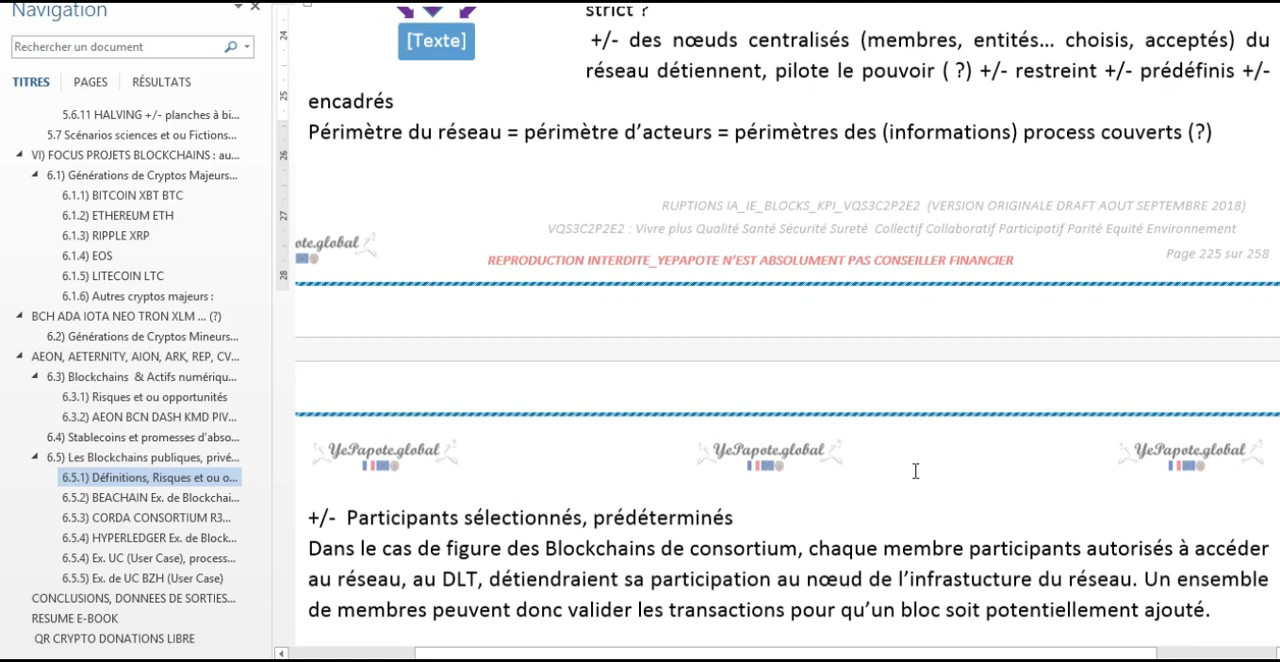 Navigation
Rechercher un document
TITRES PAGES RÉSULTATS
5.6.11 HALVING +/- planches à bi...
5.7 Scénarios sciences et ou Fictions...
VI) FOCUS PROJETS BLOCKCHAINS : au...
6.1) Générations de Cryptos Majeurs...
6.1.1) BITCOIN XBT BTC
6.1.2) ETHEREUM ETH
6.1.3) RIPPLE XRP
6.1.4) EOS
6.1.5) LITECOIN LTC
6.1.6) Autres cryptos majeurs :
BCH ADA IOTA NEO TRON XLM ... (?)
6.2) Générations de Cryptos Mineurs...
AEON, AETERNITY, AION, ARK, REP, CV...
6.3) Blockchains & Actifs numériqu...
6.3.1) Risques et ou opportunités
6.3.2) AEON BCN DASH KMD PIV...
6.4) Stablecoins et promesses d'abso...
6.5) Les Blockchains publiques, privé...
6.5.1) Définitions, Risques et ou o...
6.5.2) BEACHAIN Ex. de Blockchai...
6.5.3) CORDA CONSORTIUM R3...
6.5.4) HYPERLEDGER Ex. de Block...
6.5.4) Ex. UC (User Case), process...
6.5.5) Ex. de UC BZH (User Case)
CONCLUSIONS, DONNEES DE SORTIES...
RESUME E-BOOK
QR CRYPTO DONATIONS LIBRE
24
25
26
27
28
[Texte]
strict ?
+/- des nœuds centralisés (membres, entités… choisis, acceptés) du
réseau détiennent, pilote le pouvoir ( ?) +/- restreint +/- prédéfinis +/-
encadrés
Périmètre du réseau = périmètre d'acteurs = périmètres des (informations) process couverts (?)
RUPTIONS IA_IE_BLOCKS_KPI_VQS3C2P2E2 (VERSION ORIGINALE DRAFT AOUT SEPTEMBRE 2018)
VQS3C2P2E2 : Vivre plus Qualité Santé Sécurité Sureté Collectif Collaboratif Participatif Parité Equité Environnement
ote.global
Page 225 sur 258
REPRODUCTION INTERDITE_YEPAPOTE N'EST ABSOLUMENT PAS CONSEILLER FINANCIER
YePapote.global YePapote.global YePapote.global
+/- Participants sélectionnés, prédéterminés
Dans le cas de figure des Blockchains de consortium, chaque membre participants autorisés à accéder
au réseau, au DLT, détiendraient sa participation au nœud de l'infrastucture du réseau. Un ensemble
de membres peuvent donc valider les transactions pour qu'un bloc soit potentiellement ajouté.